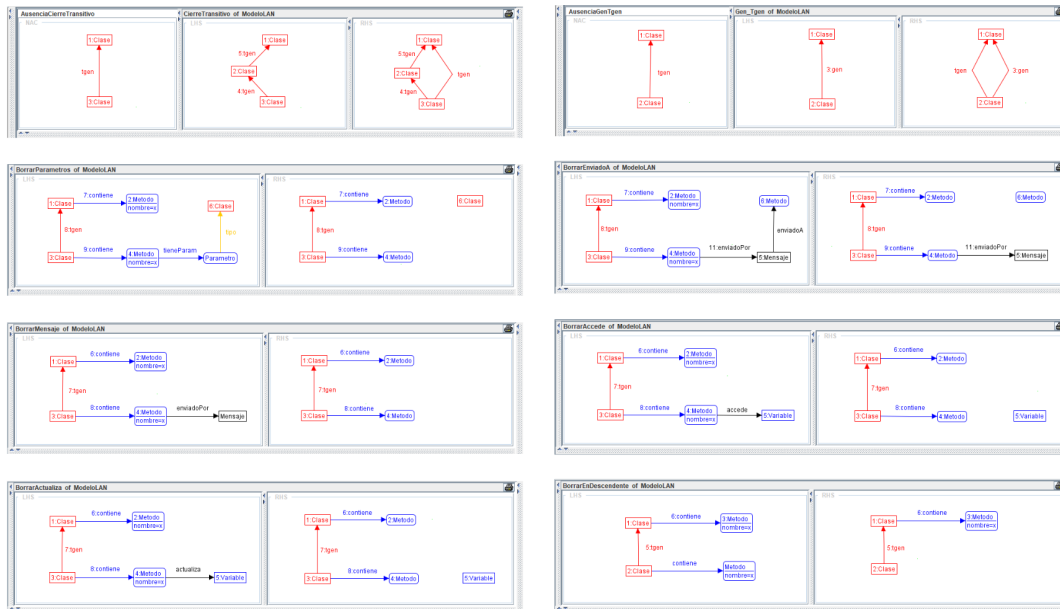 AusenciaCierreTransitivo
CierreTransitivo of ModeloLAN
NAC
LHS
RHS
1:Clase
tgen
3:Clase
1:Clase
5:tgen
2:Clase
4:tgen
3:Clase
1:Clase
5:tgen
2:Clase
tgen
4:tgen
3:Clase
AusenciaGenTgen
Gen_Tgen of ModeloLAN
NAC
LHS
RHS
1:Clase
tgen
2:Clase
1:Clase
3:gen
2:Clase
1:Clase
tgen
3:gen
2:Clase
BorrarParametros of ModeloLAN
LHS
RHS
7:contiene
1:Clase
2:Metodo
nombre=x
6:Clase
8:tgen
tipo
9:contiene
tieneParam
3:Clase
4:Metodo
nombre=x
Parametro
7:contiene
1:Clase
2:Metodo
6:Clase
8:tgen
9:contiene
3:Clase
4:Metodo
BorrarEnviadoA of ModeloLAN
LHS
RHS
7:contiene
1:Clase
2:Metodo
nombre=x
6:Metodo
8:tgen
enviadoA
9:contiene
11:enviadoPor
3:Clase
4:Metodo
nombre=x
5:Mensaje
7:contiene
1:Clase
2:Metodo
6:Metodo
8:tgen
9:contiene
11:enviadoPor
3:Clase
4:Metodo
5:Mensaje
BorrarMensaje of ModeloLAN
LHS
RHS
6:contiene
1:Clase
2:Metodo
nombre=x
7:tgen
8:contiene
enviadoPor
3:Clase
4:Metodo
nombre=x
Mensaje
6:contiene
1:Clase
2:Metodo
7:tgen
8:contiene
3:Clase
4:Metodo
BorrarAccede of ModeloLAN
LHS
RHS
6:contiene
1:Clase
2:Metodo
nombre=x
7:tgen
8:contiene
accede
3:Clase
4:Metodo
nombre=x
5:Variable
6:contiene
1:Clase
2:Metodo
7:tgen
8:contiene
3:Clase
4:Metodo
5:Variable
BorrarActualiza of ModeloLAN
LHS
RHS
6:contiene
1:Clase
2:Metodo
nombre=x
7:tgen
8:contiene
actualiza
3:Clase
4:Metodo
nombre=x
5:Variable
6:contiene
1:Clase
2:Metodo
7:tgen
8:contiene
3:Clase
4:Metodo
5:Variable
BorrarEnDescendente of ModeloLAN
LHS
RHS
6:contiene
1:Clase
3:Metodo
nombre=x
5:tgen
contiene
2:Clase
Metodo
nombre=x
6:contiene
1:Clase
3:Metodo
nombre=x
5:tgen
2:Clase